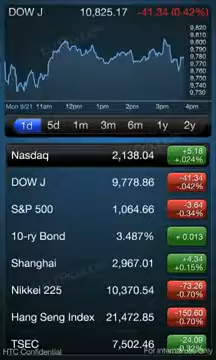 DOW J 10,825.17 -41.34 (0.42%)
9,820
9,810
9,800
9,790
9,780
9,770
9,760
9,750
9,730
Mon 9/21 11am 12pm 1pm 2pm 3pm 4pm
1d 5d 1m 3m 6m 1y 2y
Nasdaq 2,138.04 +5.18 +.024%
DOW J 9,778.86 -41.34 -.042%
S&P 500 1,064.66 -3.64 -0.34%
10-ry Bond 3.487% + 0.013
Shanghai 2,967.01 +4.34 +0.15%
Nikkei 225 10,370.54 -73.26 -0.70%
Hang Seng Index 21,472.85 -150.60 -0.70%
TSEC 7,502.46 -24.09 -0.32%
HTC Confidential For internal use